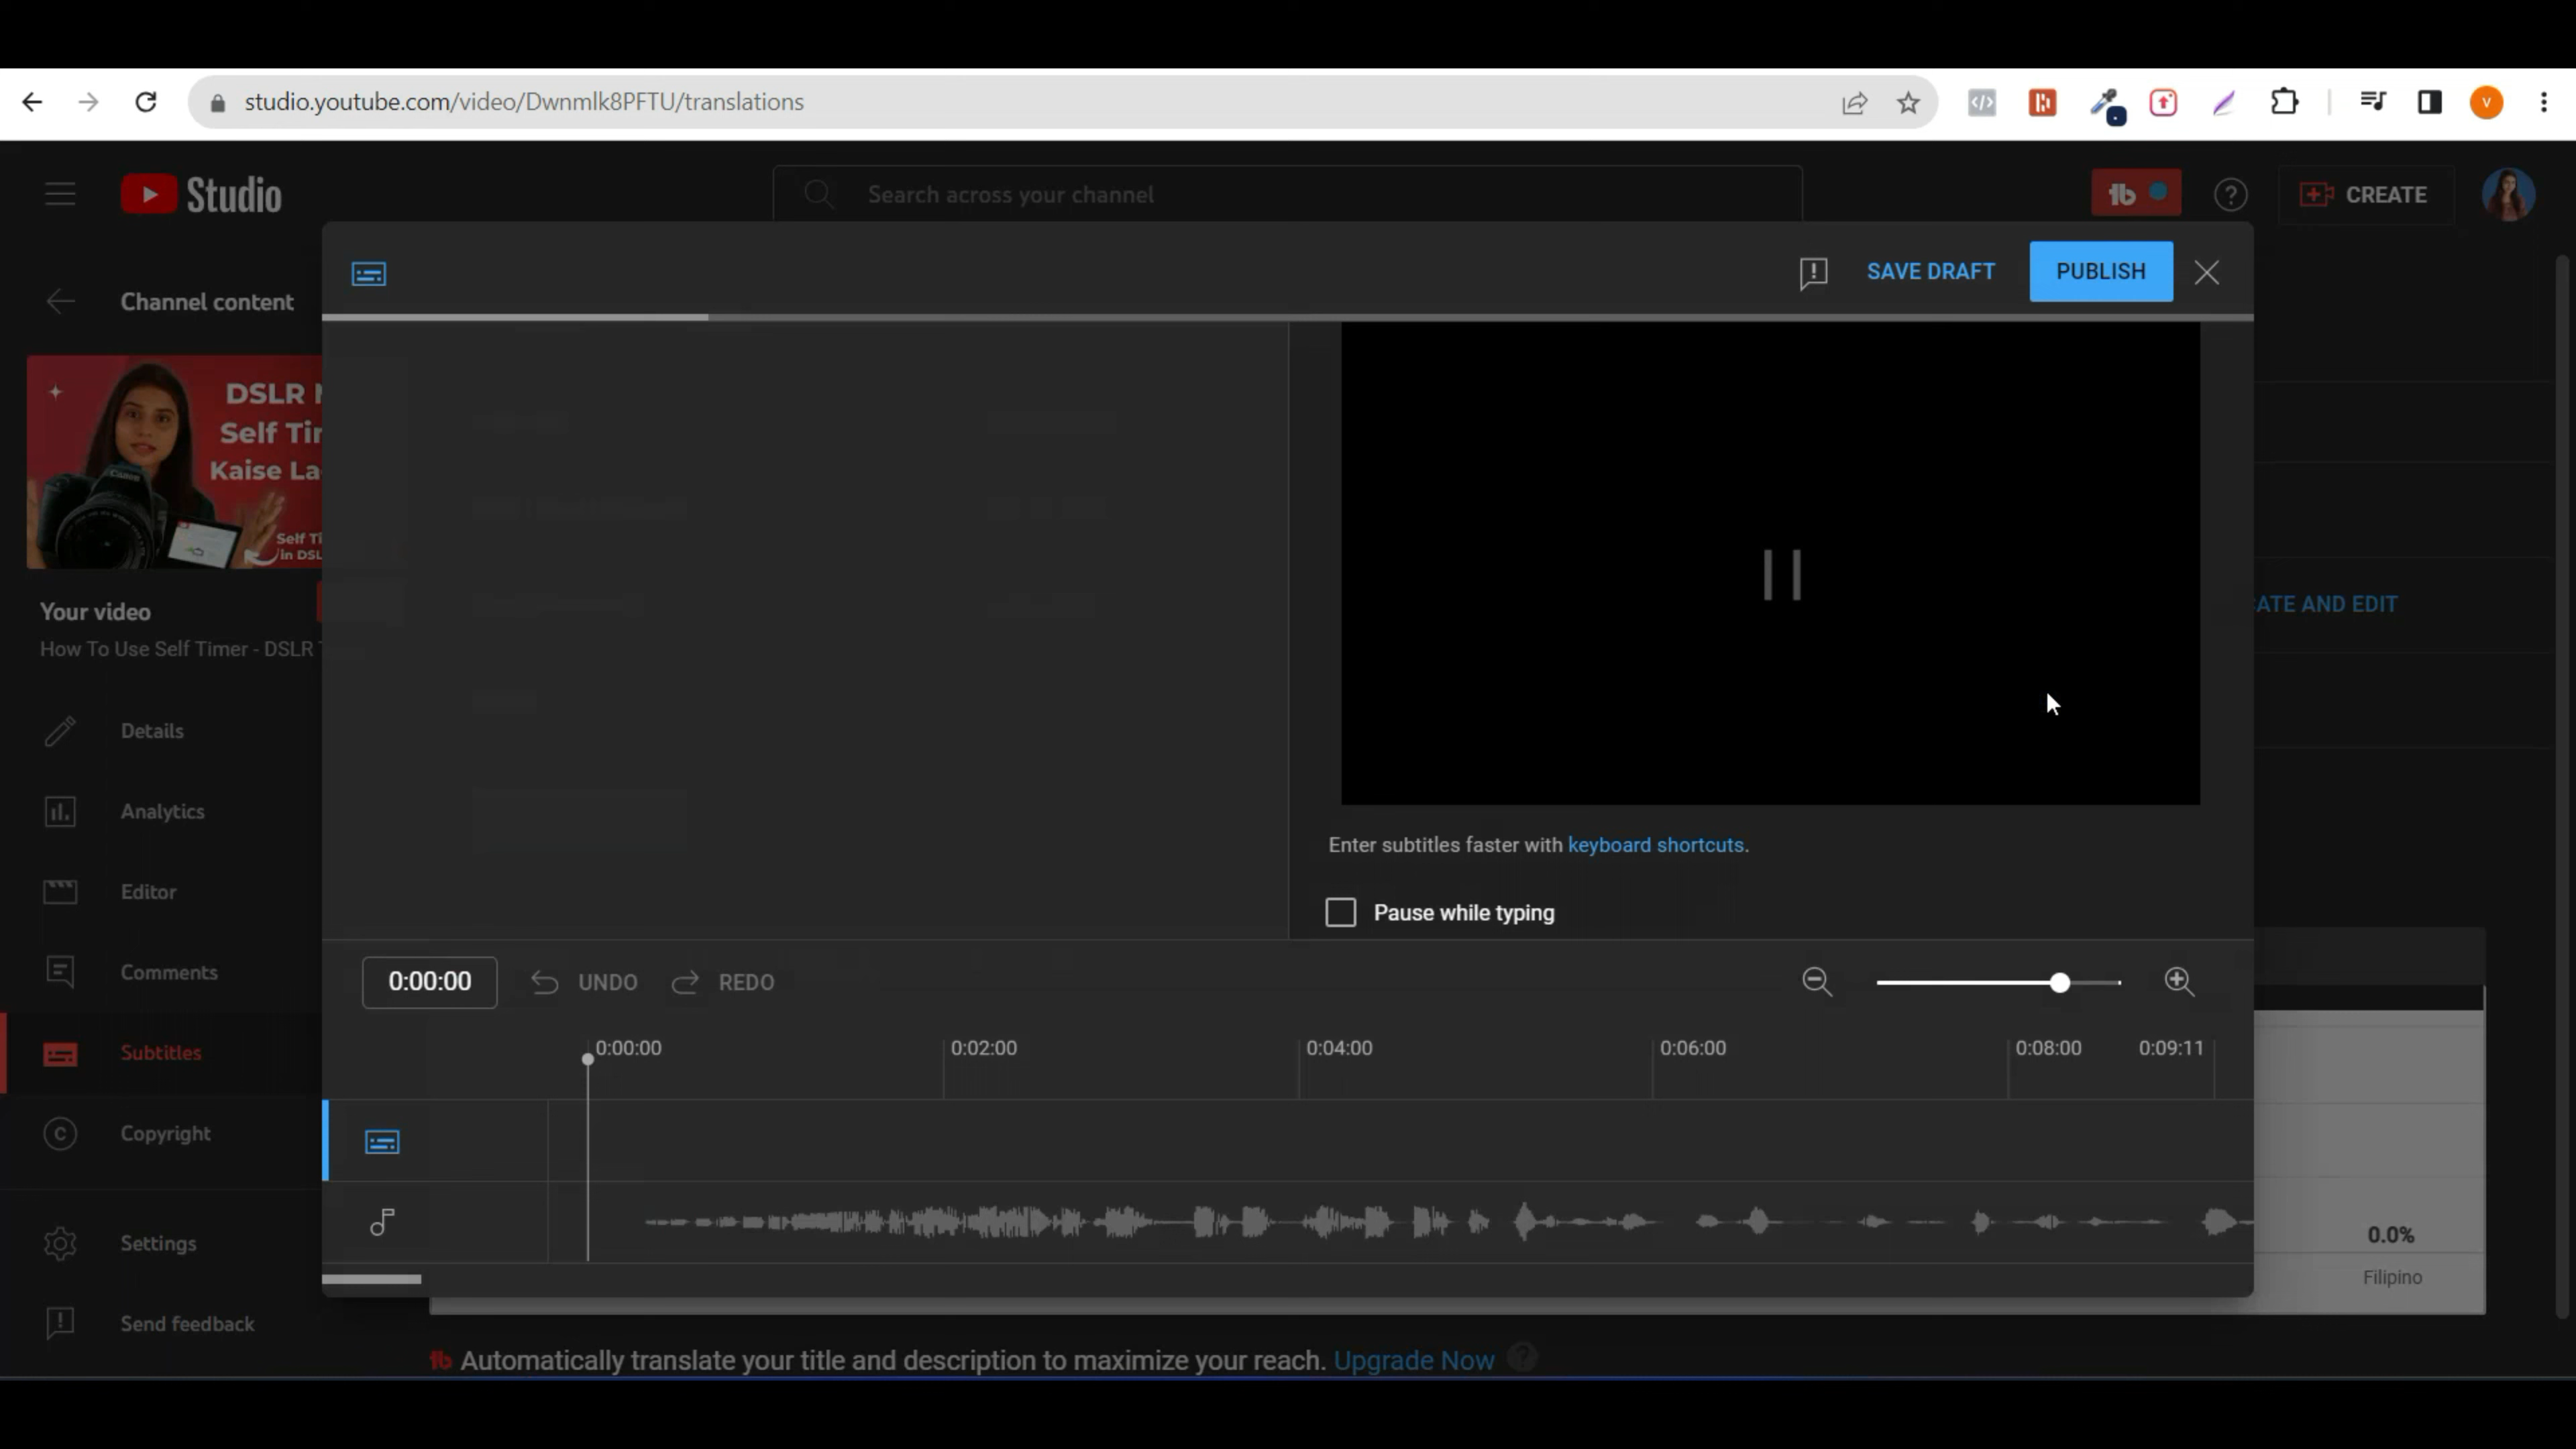 studio.youtube.com/video/Dwnmlk8PFTU/translations
V
Studio
Search across your channel
CREATE
SAVE DRAFT
PUBLISH
Channel content
DSLR
Self
Kaise
Canon
in DSL
Your video
How To Use Self Timer - DSLR
ATE AND EDIT
Details
Analytics
Editor
Comments
Subtitles
Copyright
Settings
Send feedback
Enter subtitles faster with keyboard shortcuts.
Pause while typing
0:00:00
UNDO
REDO
0:00:00
0:02:00
0:04:00
0:06:00
0:08:00
0:09:11
0.0%
Filipino
tb Automatically translate your title and description to maximize your reach. Upgrade Now